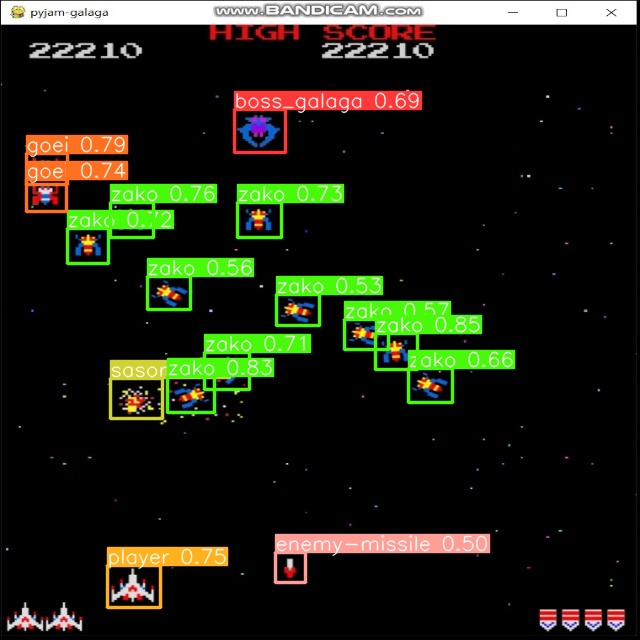 pyjam-galaga
www.BANDICAM.com
HIGH SCORE
22210 22210
boss_galaga 0.69
goei 0.79
goe 0.74
zako 0.76
zako 0.73
zako 0.72
zako 0.56
zako 0.53
zako 0.57
zako 0.85
zako 0.71
zako 0.66
zako 0.83
sasor
enemy-missile 0.50
player 0.75